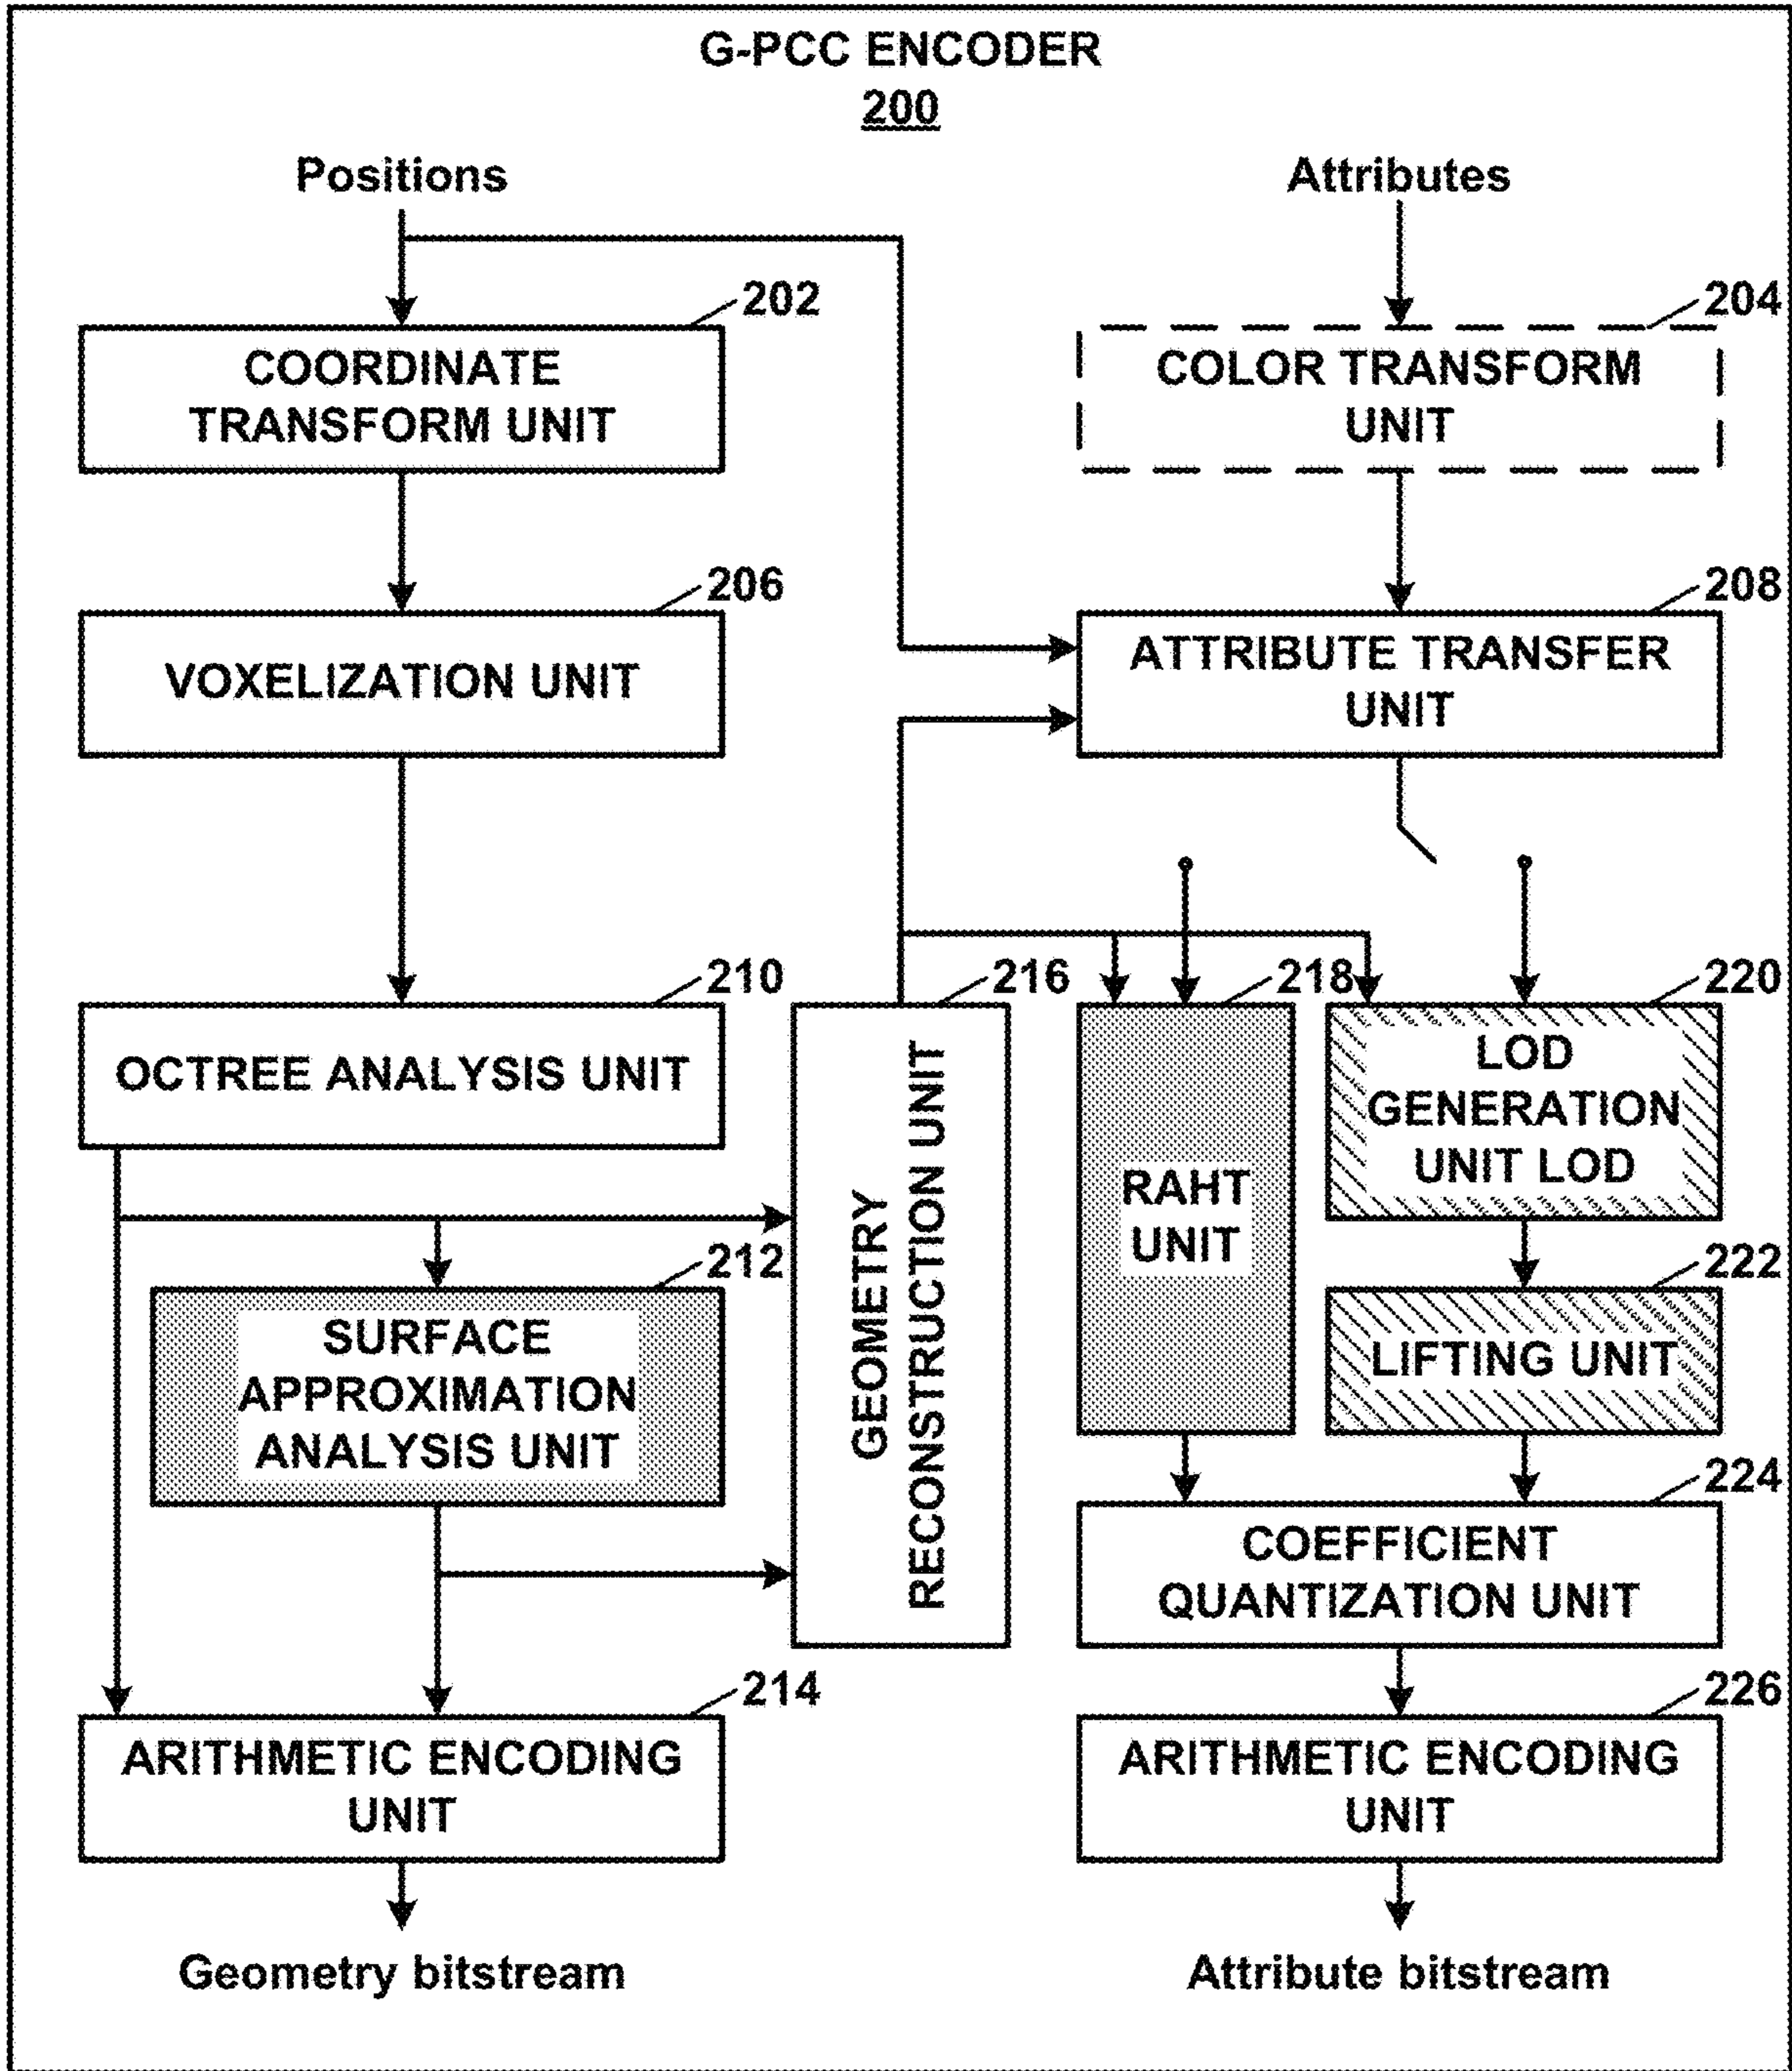 G-PCC ENCODER
200
Positions
Attributes
202
COORDINATE
TRANSFORM UNIT
204
COLOR TRANSFORM
UNIT
206
VOXELIZATION UNIT
208
ATTRIBUTE TRANSFER
UNIT
210
OCTREE ANALYSIS UNIT
216
GEOMETRY
RECONSTRUCTION UNIT
218
RAHT
UNIT
220
LOD
GENERATION
UNIT LOD
212
SURFACE
APPROXIMATION
ANALYSIS UNIT
222
LIFTING UNIT
224
COEFFICIENT
QUANTIZATION UNIT
214
ARITHMETIC ENCODING
UNIT
226
ARITHMETIC ENCODING
UNIT
Geometry bitstream
Attribute bitstream